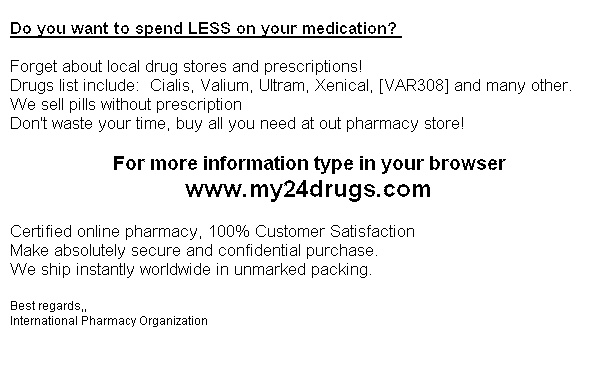 Do you want to spend LESS on your medication?
Forget about local drug stores and prescriptions!
Drugs list include:  Cialis, Valium, Ultram, Xenical, [VAR308] and many other.
We sell pills without prescription
Don't waste your time, buy all you need at out pharmacy store!
For more information type in your browser
www.my24drugs.com
Certified online pharmacy, 100% Customer Satisfaction
Make absolutely secure and confidential purchase.
We ship instantly worldwide in unmarked packing.
Best regards,,
International Pharmacy Organization